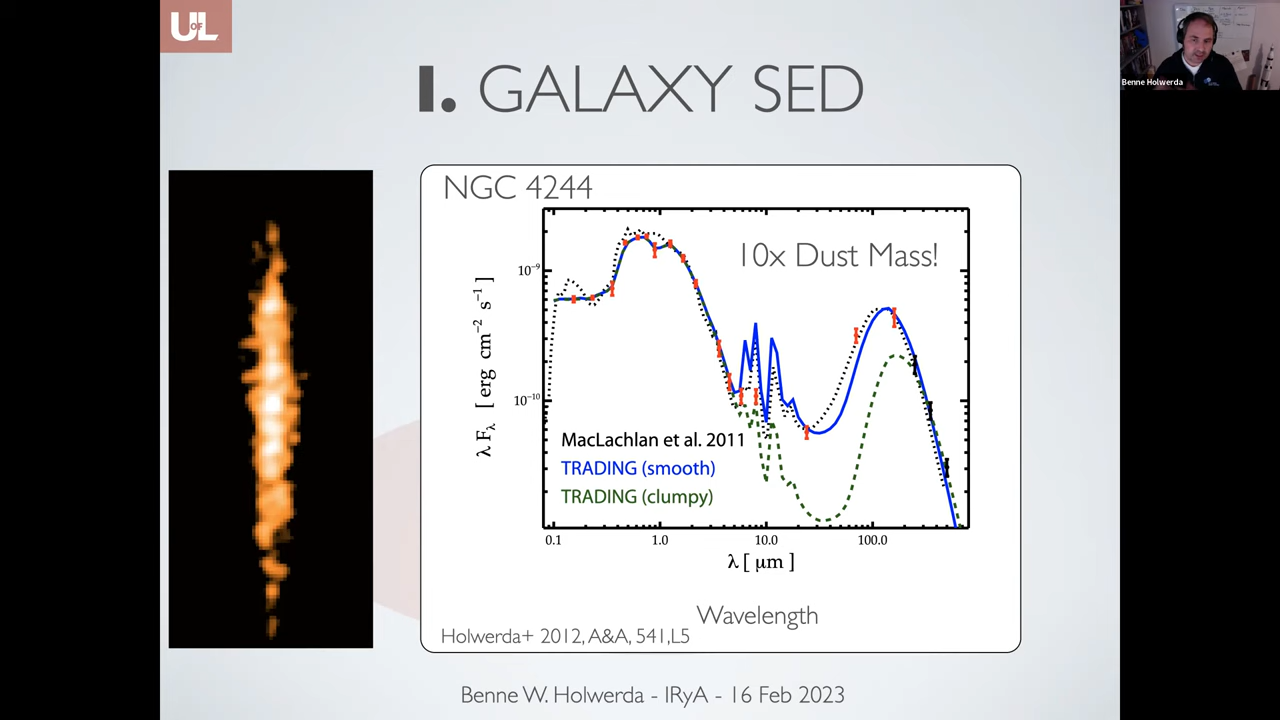 UL
OF
Benne Holwerda
I. GALAXY SED
NGC 4244
10x Dust Mass!
10⁻⁹
10⁻¹⁰
λ Fλ [ erg cm⁻² s⁻¹ ]
MacLachlan et al. 2011
TRADING (smooth)
TRADING (clumpy)
0.1 1.0 10.0 100.0
λ [ μm ]
Wavelength
Holwerda+ 2012, A&A, 541,L5
Benne W. Holwerda - IRyA - 16 Feb 2023